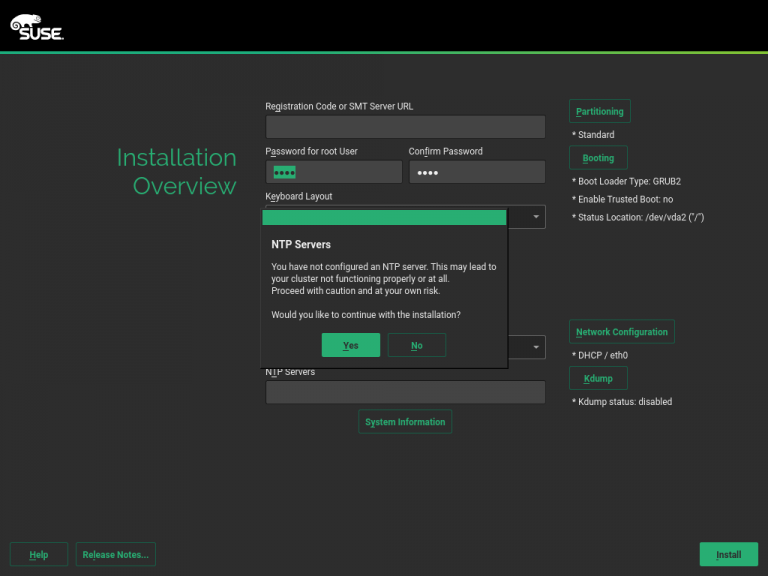 SUSE.
Registration Code or SMT Server URL
Partitioning
* Standard
Installation
Overview
Password for root User
Confirm Password
Booting
* Boot Loader Type: GRUB2
* Enable Trusted Boot: no
* Status Location: /dev/vda2 ("/")
Keyboard Layout
NTP Servers
You have not configured an NTP server. This may lead to
your cluster not functioning properly or at all.
Proceed with caution and at your own risk.
Would you like to continue with the installation?
Yes
No
Network Configuration
* DHCP / eth0
NTP Servers
Kdump
* Kdump status: disabled
System Information
Help
Release Notes...
Install